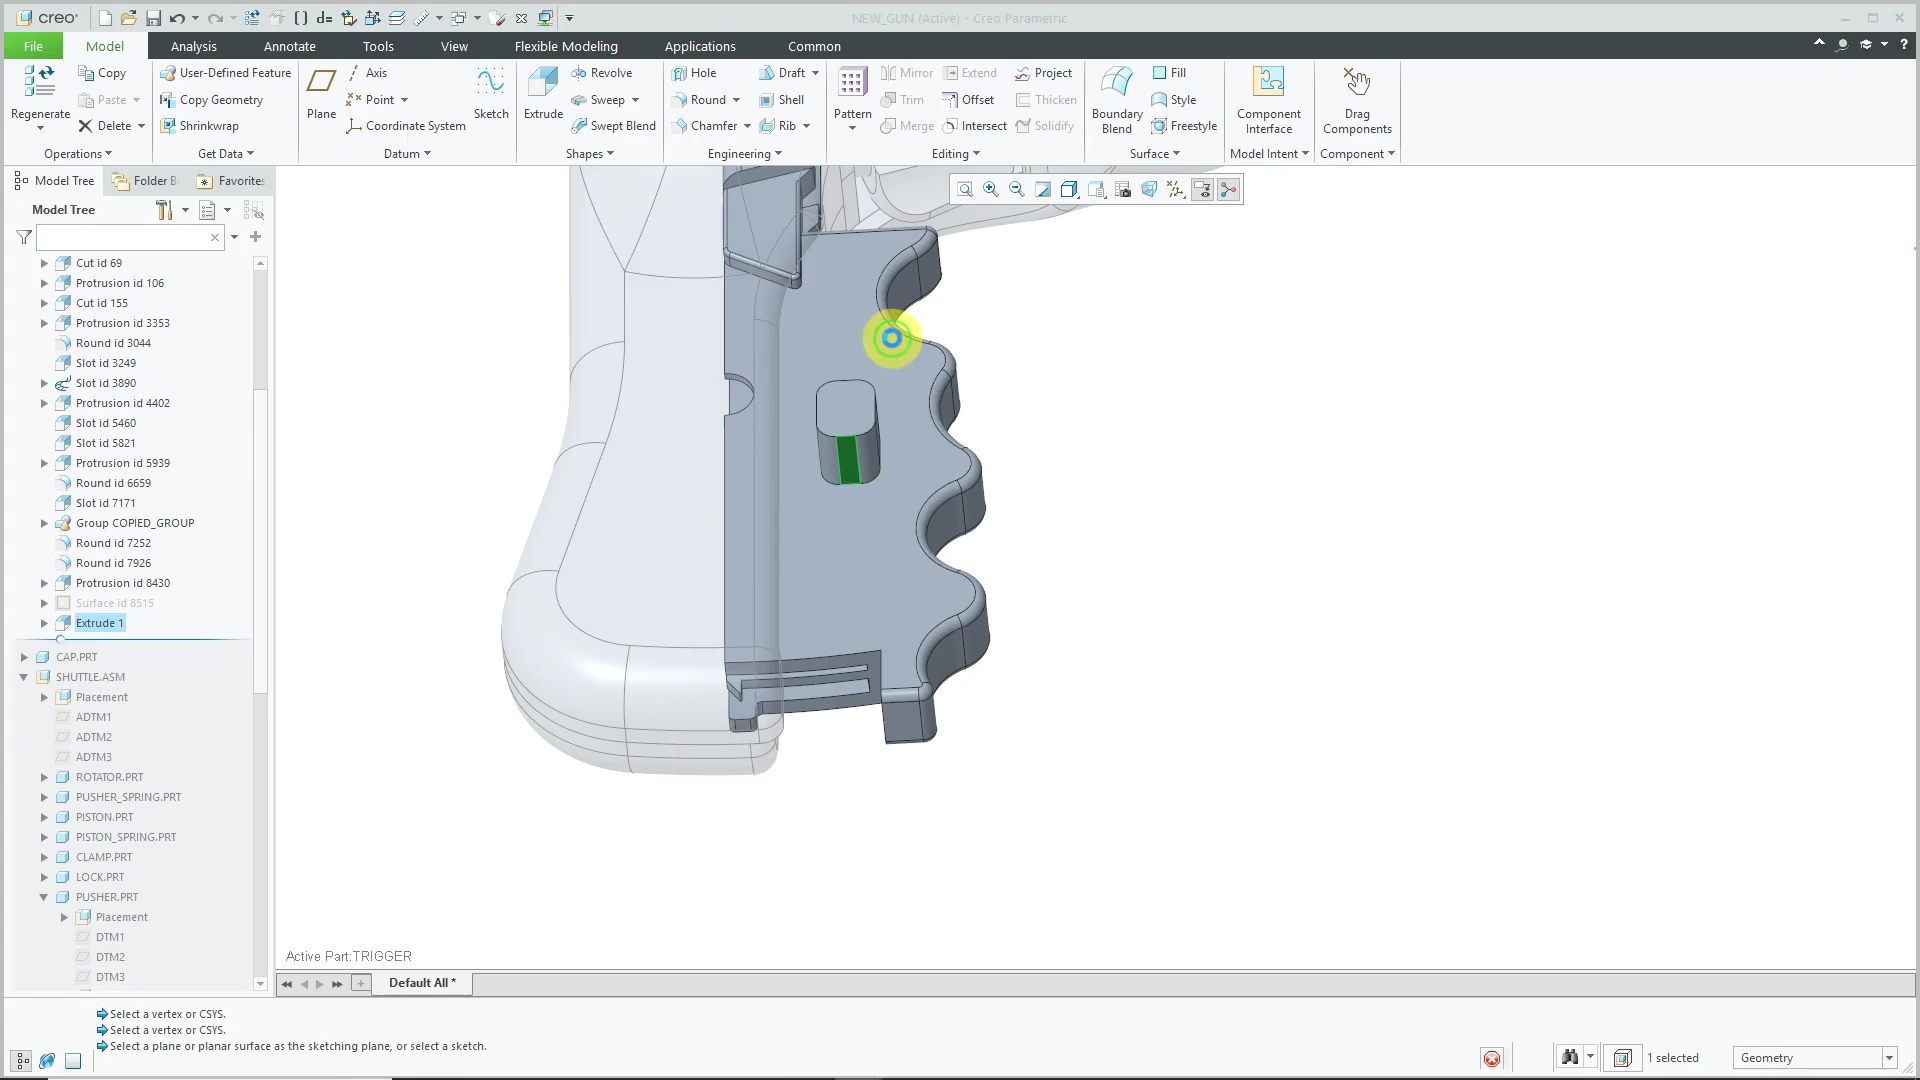 creo
NEW_GUN (Active) - Creo Parametric
File
Model
Analysis
Annotate
Tools
View
Flexible Modeling
Applications
Common
Regenerate
Copy
Paste
Delete
Operations
User-Defined Feature
Copy Geometry
Shrinkwrap
Get Data
Plane
Axis
Point
Coordinate System
Sketch
Datum
Extrude
Revolve
Sweep
Swept Blend
Shapes
Hole
Round
Chamfer
Draft
Shell
Rib
Engineering
Pattern
Mirror
Trim
Merge
Extend
Offset
Intersect
Project
Thicken
Solidify
Editing
Boundary
Blend
Fill
Style
Freestyle
Surface
Component
Interface
Model Intent
Drag
Components
Component
Model Tree
Folder B
Favorites
Model Tree
Cut id 69
Protrusion id 106
Cut id 155
Protrusion id 3353
Round id 3044
Slot id 3249
Slot id 3890
Protrusion id 4402
Slot id 5460
Slot id 5821
Protrusion id 5939
Round id 6659
Slot id 7171
Group COPIED_GROUP
Round id 7252
Round id 7926
Protrusion id 8430
Surface id 8515
Extrude 1
CAP.PRT
SHUTTLE.ASM
Placement
ADTM1
ADTM2
ADTM3
ROTATOR.PRT
PUSHER_SPRING.PRT
PISTON.PRT
PISTON_SPRING.PRT
CLAMP.PRT
LOCK.PRT
PUSHER.PRT
Placement
DTM1
DTM2
DTM3
Active Part:TRIGGER
Default All *
Select a vertex or CSYS.
Select a vertex or CSYS.
Select a plane or planar surface as the sketching plane, or select a sketch.
1 selected
Geometry